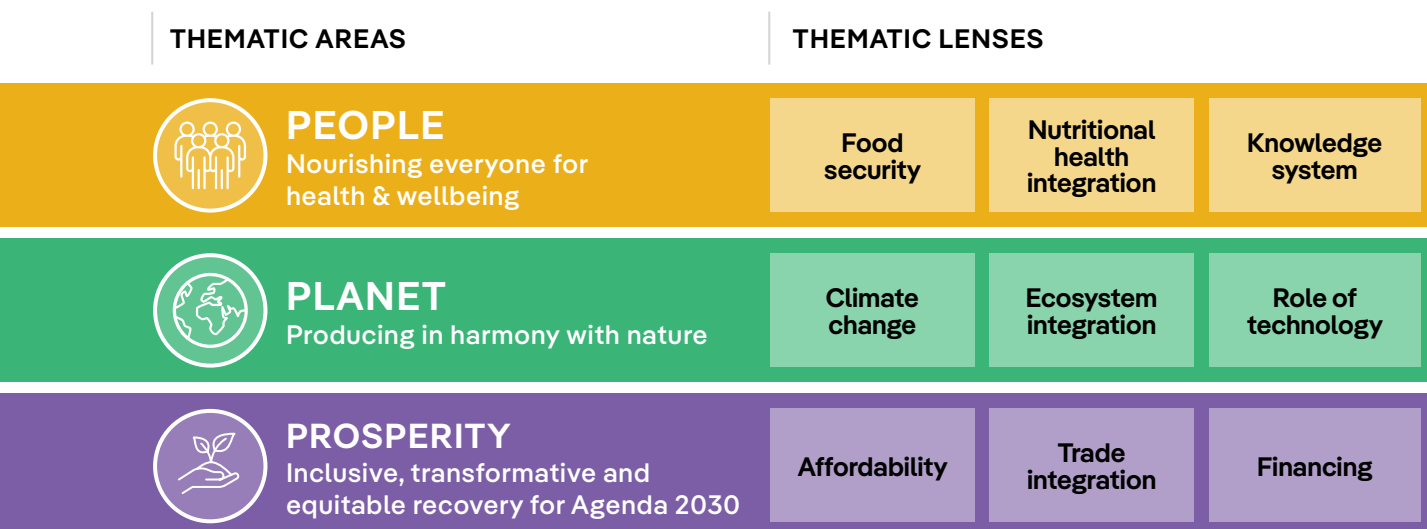 THEMATIC AREAS
THEMATIC LENSES
PEOPLE
Nourishing everyone for
health & wellbeing
Food
security
Nutritional
health
integration
Knowledge
system
PLANET
Producing in harmony with nature
Climate
change
Ecosystem
integration
Role of
technology
PROSPERITY
Inclusive, transformative and
equitable recovery for Agenda 2030
Affordability
Trade
integration
Financing